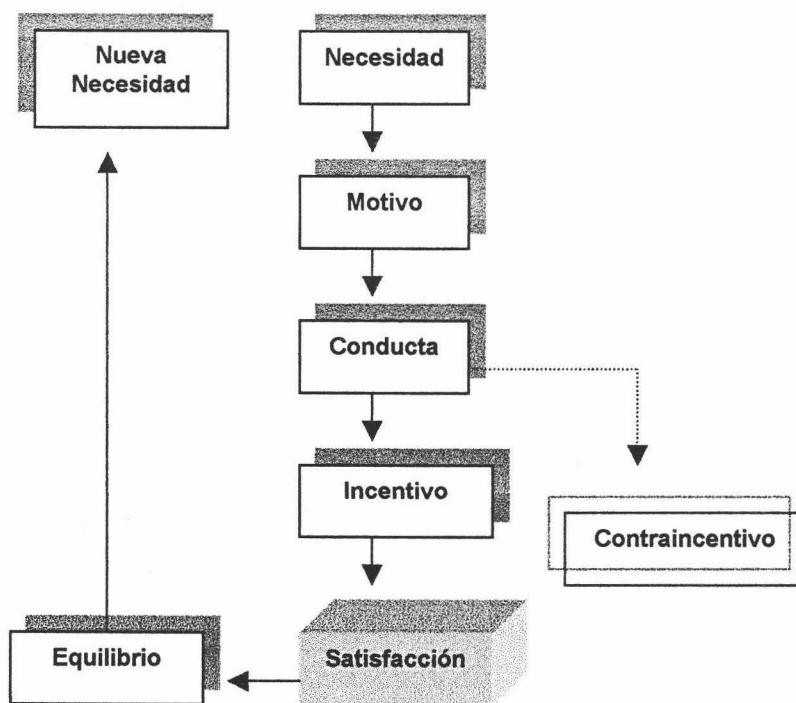 Nueva
Necesidad
Necesidad
Motivo
Conducta
Incentivo
Contraincentivo
Equilibrio
Satisfacción